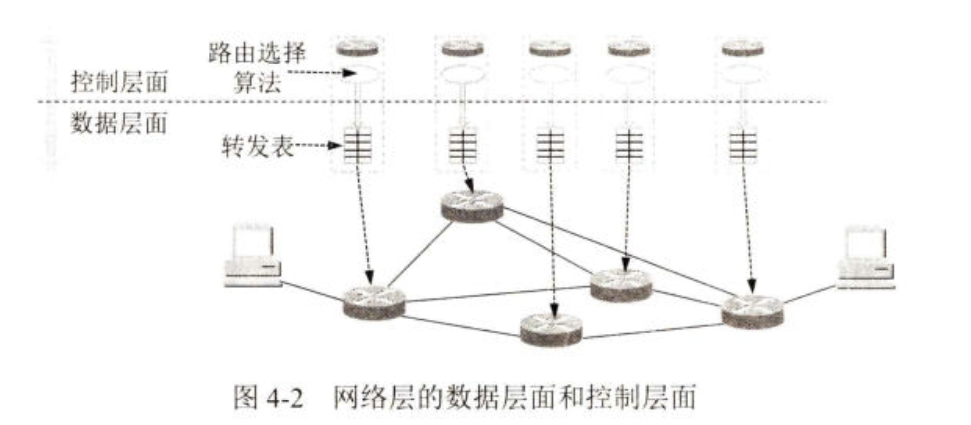 路由选择
算法
控制层面
数据层面
转发表
图 4-2 网络层的数据层面和控制层面